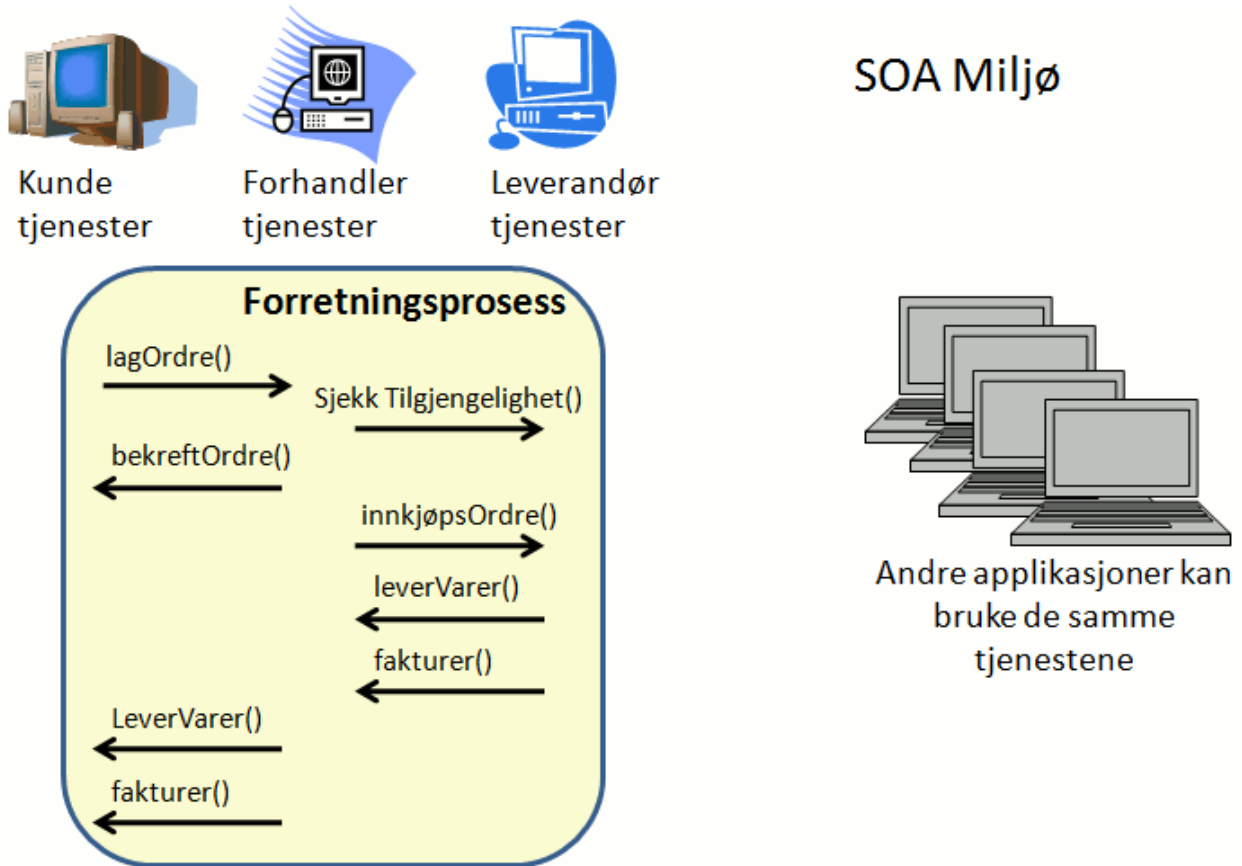 SOA Miljø
Kunde
tjenester
Forhandler
tjenester
Leverandør
tjenester
Forretningsprosess
lagOrdre()
Sjekk Tilgjengelighet()
bekreftOrdre()
innkjøpsOrdre()
leverVarer()
fakturer()
LeverVarer()
fakturer()
Andre applikasjoner kan
bruke de samme
tjenestene